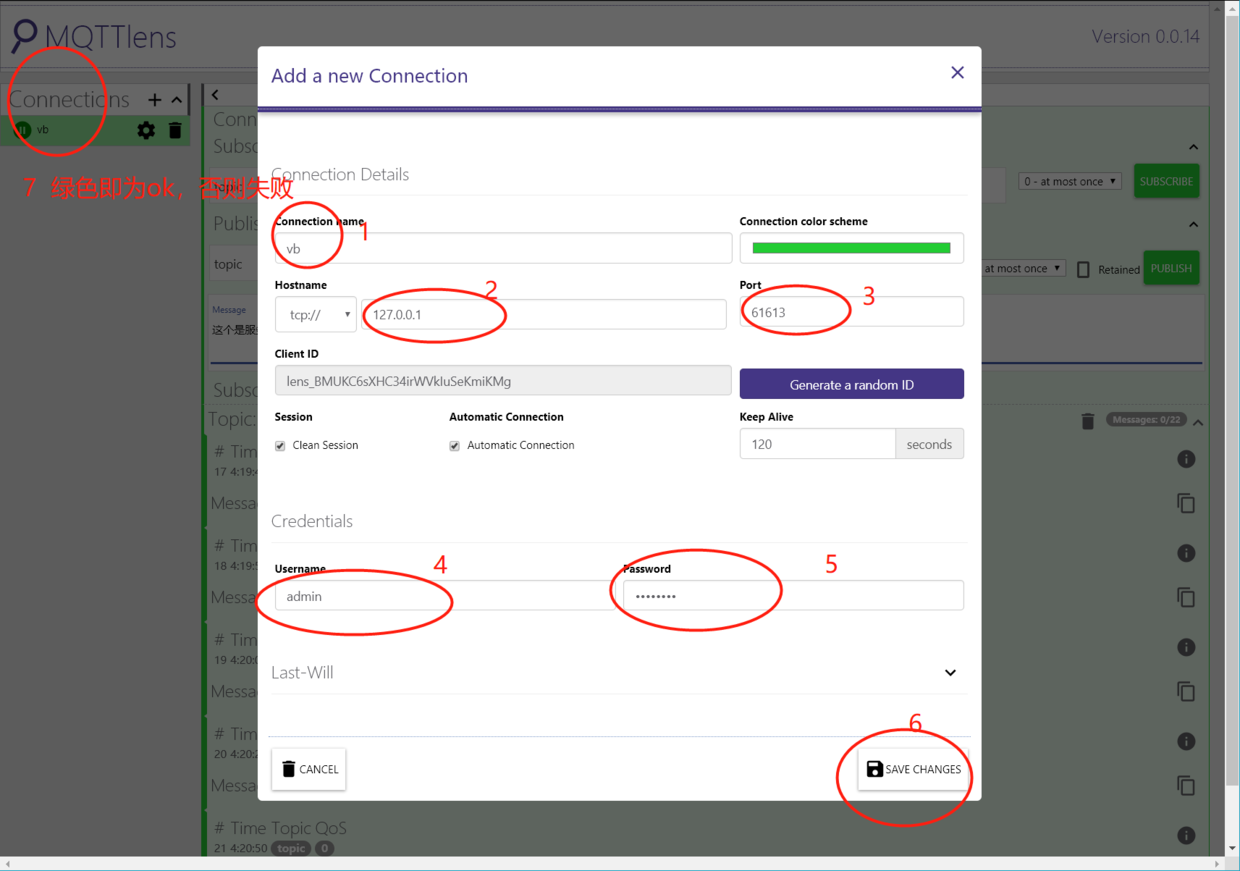 MQTTlens
Version 0.0.14
Add a new Connection
Connections
vb
7 绿色即为ok，否则失败
Conn
Subsc
topic
0 - at most once
SUBSCRIBE
Publis
topic
at most once
Retained
PUBLISH
Message
这个是服
Subsc
Topic:
Messages: 0/22
# Tim
17 4:19:4
Messa
# Tim
18 4:19:5
Messa
# Tim
19 4:20:0
Messa
# Tim
20 4:20:2
Messa
# Time Topic QoS
21 4:20:50 topic 0
Connection Details
Connection name
1
Connection color scheme
vb
Hostname
2
Port
3
tcp://
127.0.0.1
61613
Client ID
lens_BMUKC6sXHC34irWVkluSeKmiKMg
Generate a random ID
Session
Automatic Connection
Keep Alive
Clean Session
Automatic Connection
120
seconds
Credentials
Username
4
Password
5
admin
••••••••
Last-Will
6
CANCEL
SAVE CHANGES